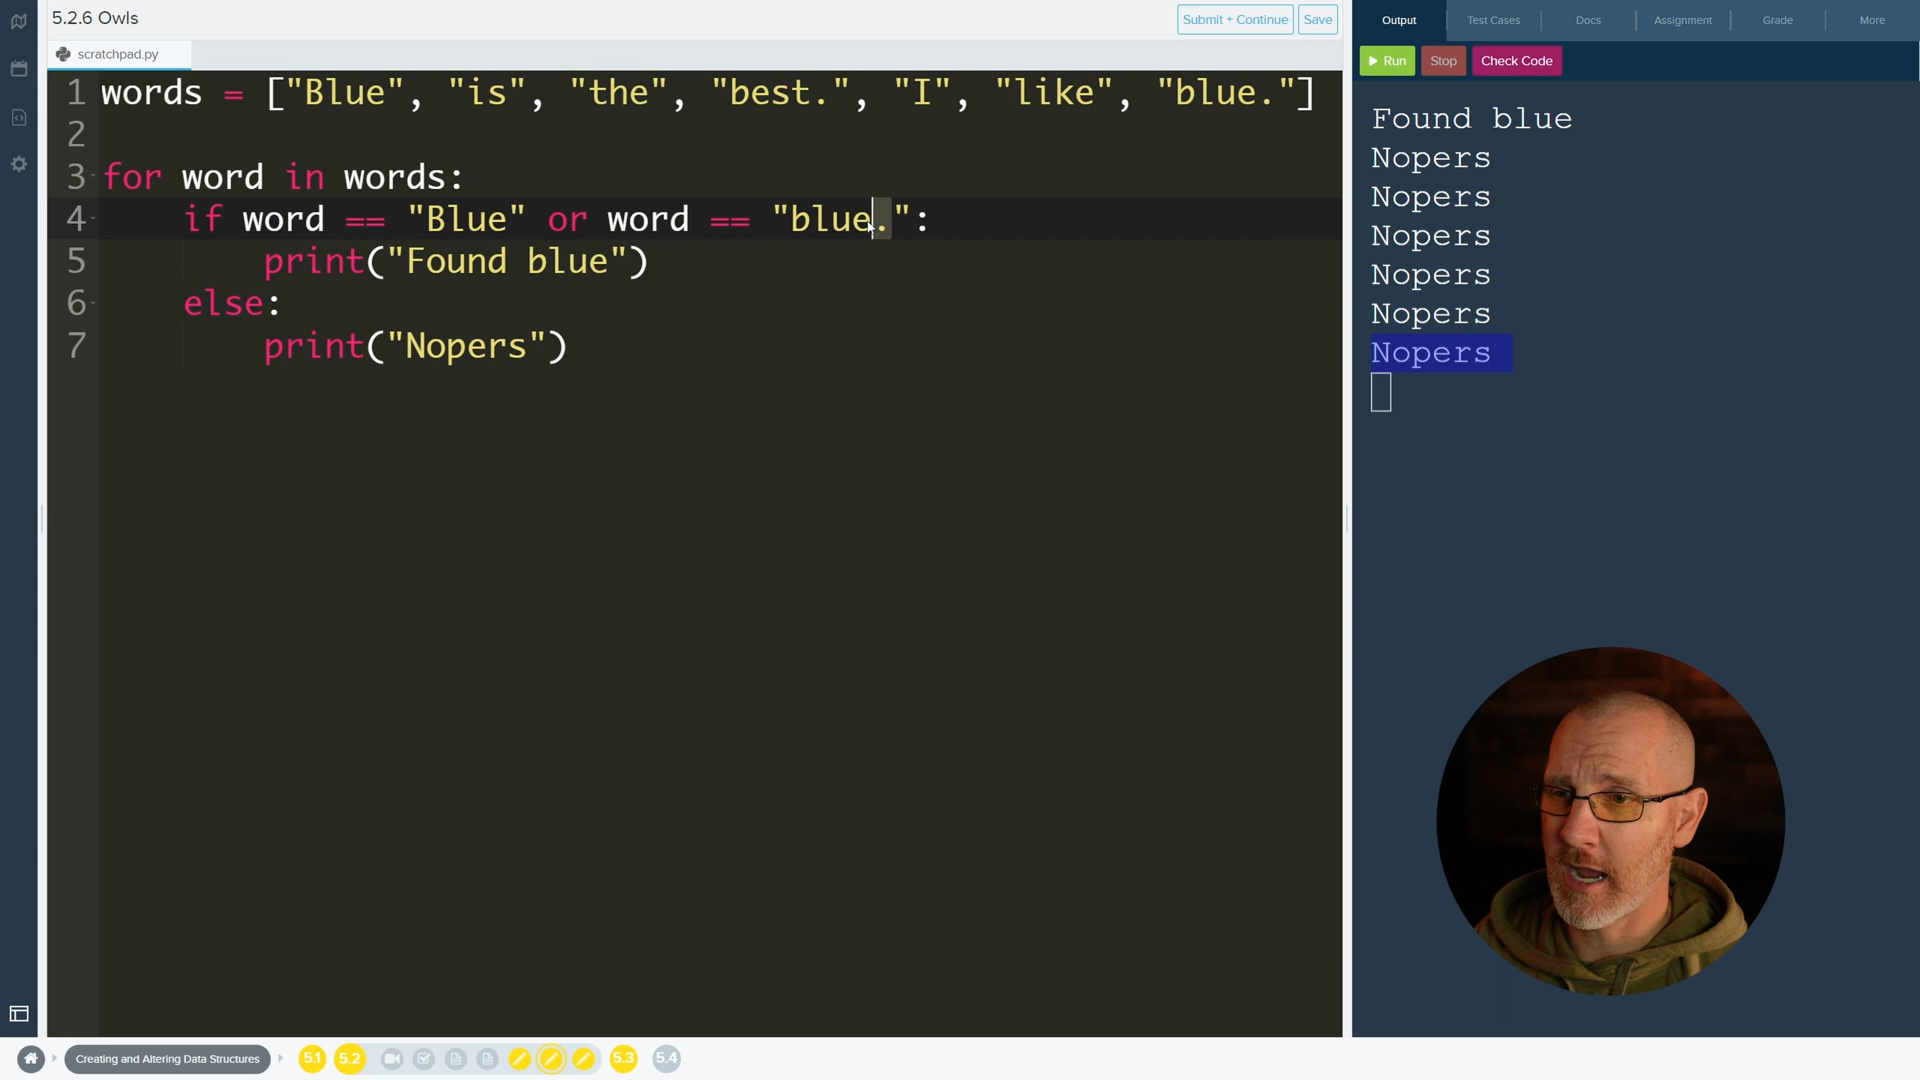 5.2.6 Owls
Submit + Continue
Save
Output
Test Cases
Docs
Assignment
Grade
More
scratchpad.py
Run
Stop
Check Code
1 words = ["Blue", "is", "the", "best.", "I", "like", "blue."]
2
3 for word in words:
4 if word == "Blue" or word == "blue.":
5 print("Found blue")
6 else:
7 print("Nopers")
Found blue
Nopers
Nopers
Nopers
Nopers
Nopers
Nopers
Creating and Altering Data Structures
5.1
5.2
5.3
5.4